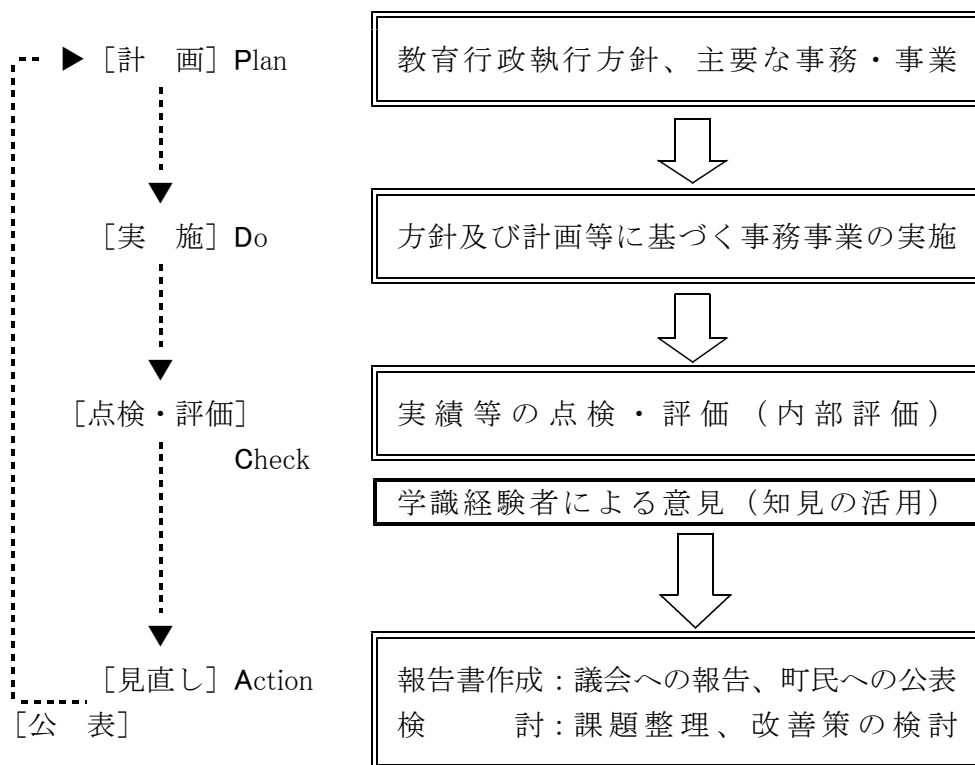 ［計　画］Plan
教育行政執行方針、主要な事務・事業
［実　施］Do
方針及び計画等に基づく事務事業の実施
［点検・評価］
Check
実績等の点検・評価（内部評価）
学識経験者による意見（知見の活用）
［見直し］Action
［公　表］
報告書作成：議会への報告、町民への公表
検　　　討：課題整理、改善策の検討